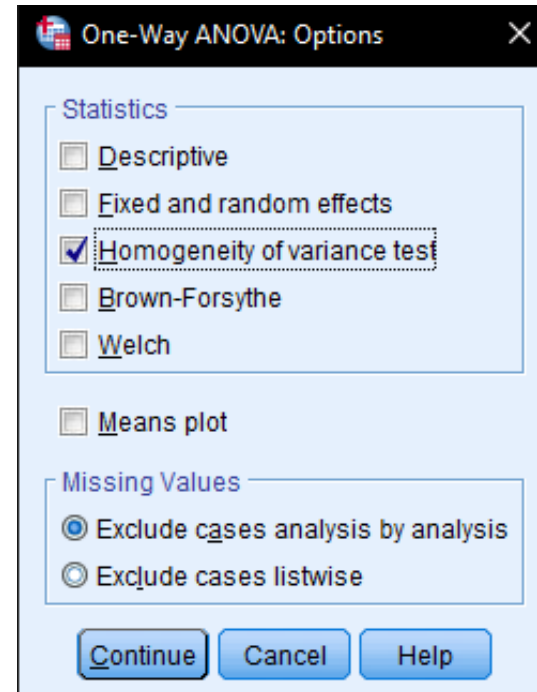 One-Way ANOVA: Options
Statistics
Descriptive
Fixed and random effects
Homogeneity of variance test
Brown-Forsythe
Welch
Means plot
Missing Values
Exclude cases analysis by analysis
Exclude cases listwise
Continue Cancel Help